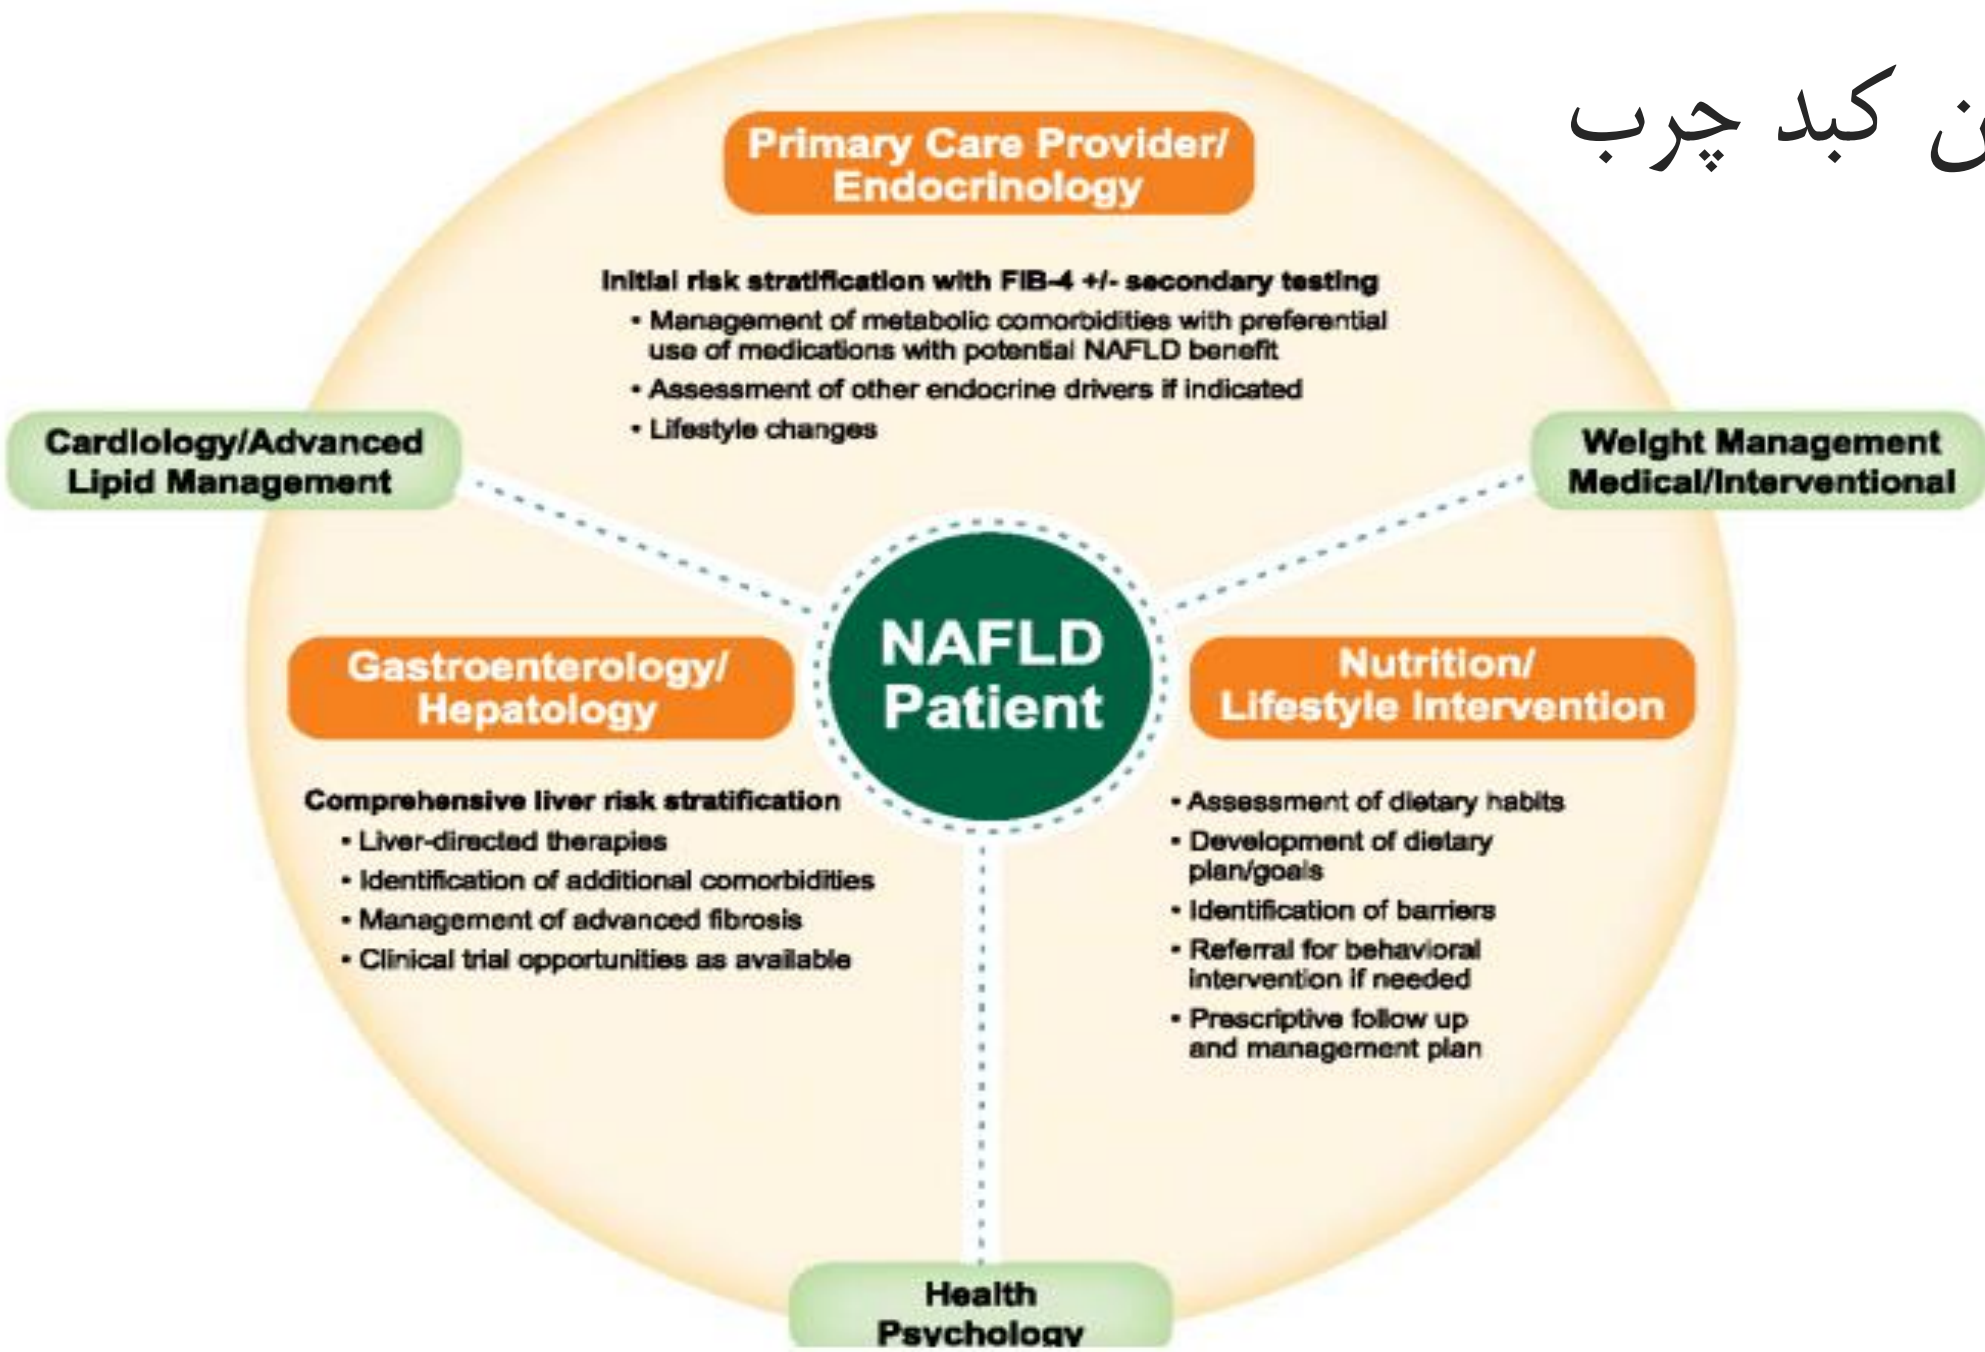 کبد چرب
Primary Care Provider/
Endocrinology
Initial risk stratification with FIB-4 +/- secondary testing
• Management of metabolic comorbidities with preferential
use of medications with potential NAFLD benefit
• Assessment of other endocrine drivers if indicated
• Lifestyle changes
Cardiology/Advanced
Lipid Management
Weight Management
Medical/Interventional
NAFLD
Patient
Gastroenterology/
Hepatology
Comprehensive liver risk stratification
• Liver-directed therapies
• Identification of additional comorbidities
• Management of advanced fibrosis
• Clinical trial opportunities as available
Nutrition/
Lifestyle Intervention
• Assessment of dietary habits
• Development of dietary
plan/goals
• Identification of barriers
• Referral for behavioral
intervention if needed
• Prescriptive follow up
and management plan
Health
Psychology